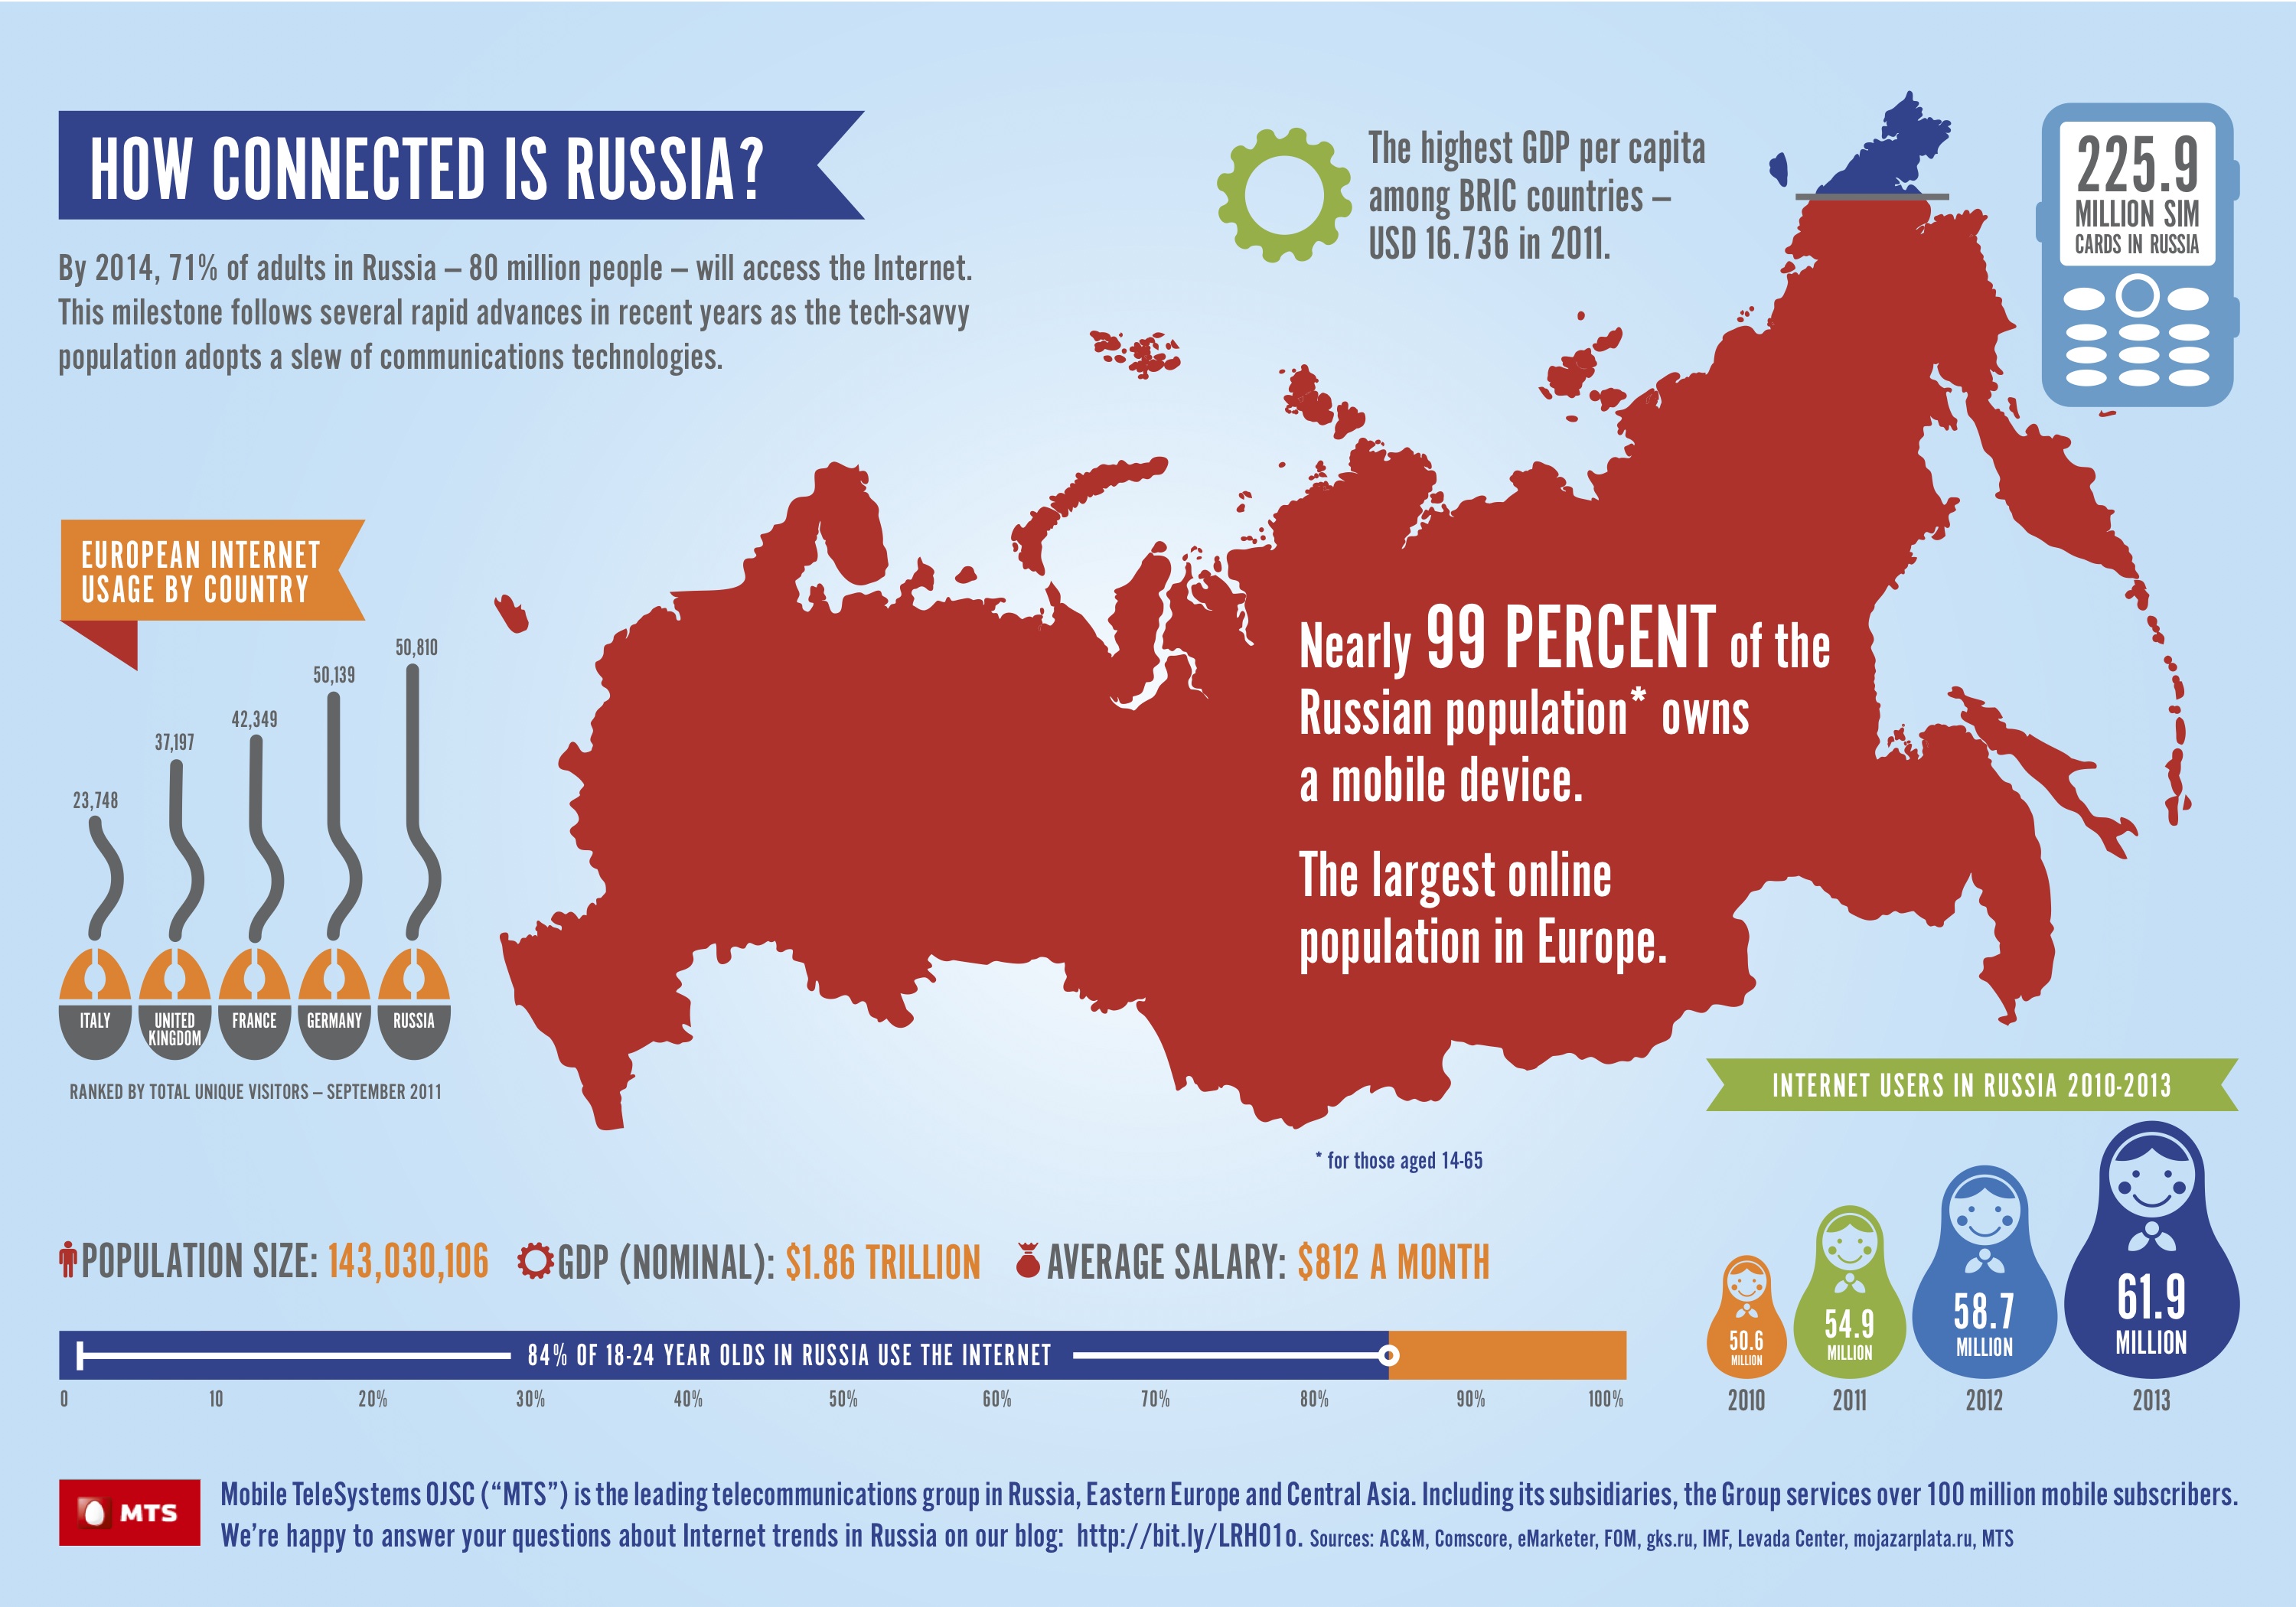 HOW CONNECTED IS RUSSIA?
By 2014, 71% of adults in Russia – 80 million people – will access the Internet.
This milestone follows several rapid advances in recent years as the tech-savvy
population adopts a slew of communications technologies.
The highest GDP per capita
among BRIC countries –
USD 16.736 in 2011.
225.9
MILLION SIM
CARDS IN RUSSIA
EUROPEAN INTERNET
USAGE BY COUNTRY
23,748
37,197
42,349
50,139
50,810
ITALY
UNITED
KINGDOM
FRANCE
GERMANY
RUSSIA
RANKED BY TOTAL UNIQUE VISITORS – SEPTEMBER 2011
Nearly 99 PERCENT of the
Russian population* owns
a mobile device.
The largest online
population in Europe.
* for those aged 14-65
INTERNET USERS IN RUSSIA 2010-2013
50.6
MILLION
54.9
MILLION
58.7
MILLION
61.9
MILLION
2010
2011
2012
2013
POPULATION SIZE: 143,030,106
GDP (NOMINAL): $1.86 TRILLION
AVERAGE SALARY: $812 A MONTH
84% OF 18-24 YEAR OLDS IN RUSSIA USE THE INTERNET
0 10 20% 30% 40% 50% 60% 70% 80% 90% 100%
MTS
Mobile TeleSystems OJSC (“MTS”) is the leading telecommunications group in Russia, Eastern Europe and Central Asia. Including its subsidiaries, the Group services over 100 million mobile subscribers.
We’re happy to answer your questions about Internet trends in Russia on our blog: http://bit.ly/LRHO1o. Sources: AC&M, Comscore, eMarketer, FOM, gks.ru, IMF, Levada Center, mojazarplata.ru, MTS